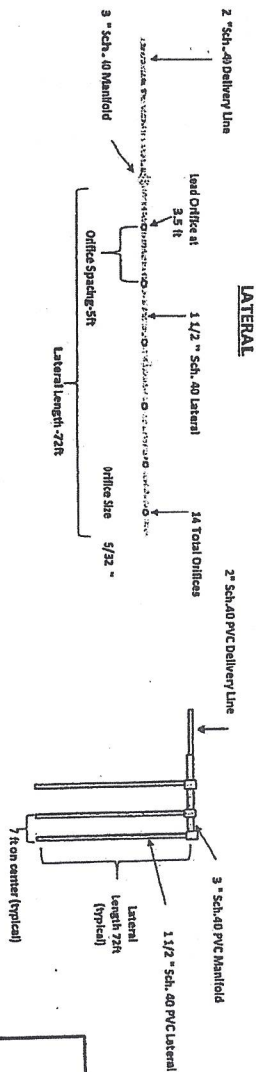 LATERAL
2 "Sch. 40 Delivery Line
3 " Sch. 40 Manifold
Lead Orifice at
3.5 ft
1 1/2 " Sch. 40 Lateral
14 Total Orifices
Orifice Spacing-5ft
Orifice Size 5/32 "
Lateral Length-72ft
2" Sch.40 PVC Delivery Line
3 " Sch.40 PVC Manifold
1 1/2 " Sch. 40 PVC Lateral
Lateral
Length 72ft
(typical)
7 ft on center (typical)